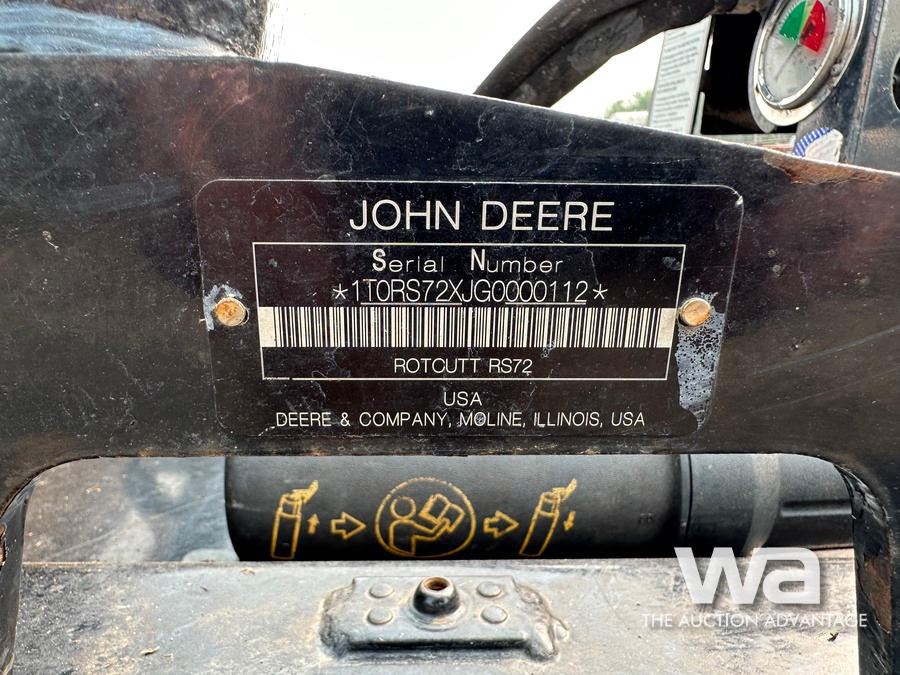 JOHN DEERE
Serial Number
*1T0RS72XJG0000112*
ROTCUTT RS72
USA
DEERE & COMPANY, MOLINE, ILLINOIS, USA
wa
THE AUCTION ADVANTAGE